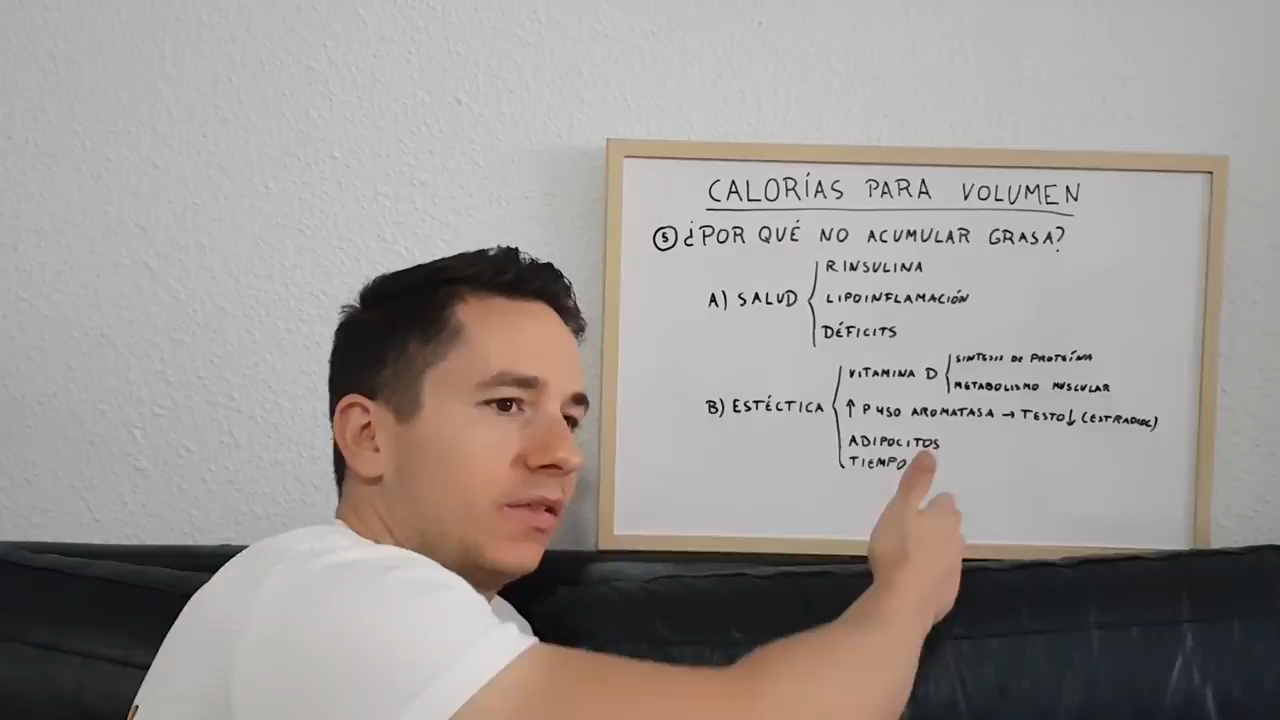 CALORÍAS PARA VOLUMEN
⑤ ¿POR QUÉ NO ACUMULAR GRASA?
R INSULINA
A) SALUD LIPOINFLAMACIÓN
DÉFICITS
VITAMINA D SINTESIS DE PROTEÍNA
METABOLISMO MUSCULAR
B) ESTÉCTICA ↑ P450 AROMATASA → TESTO↓ (ESTRADIOL)
ADIPOCITOS
TIEMPO